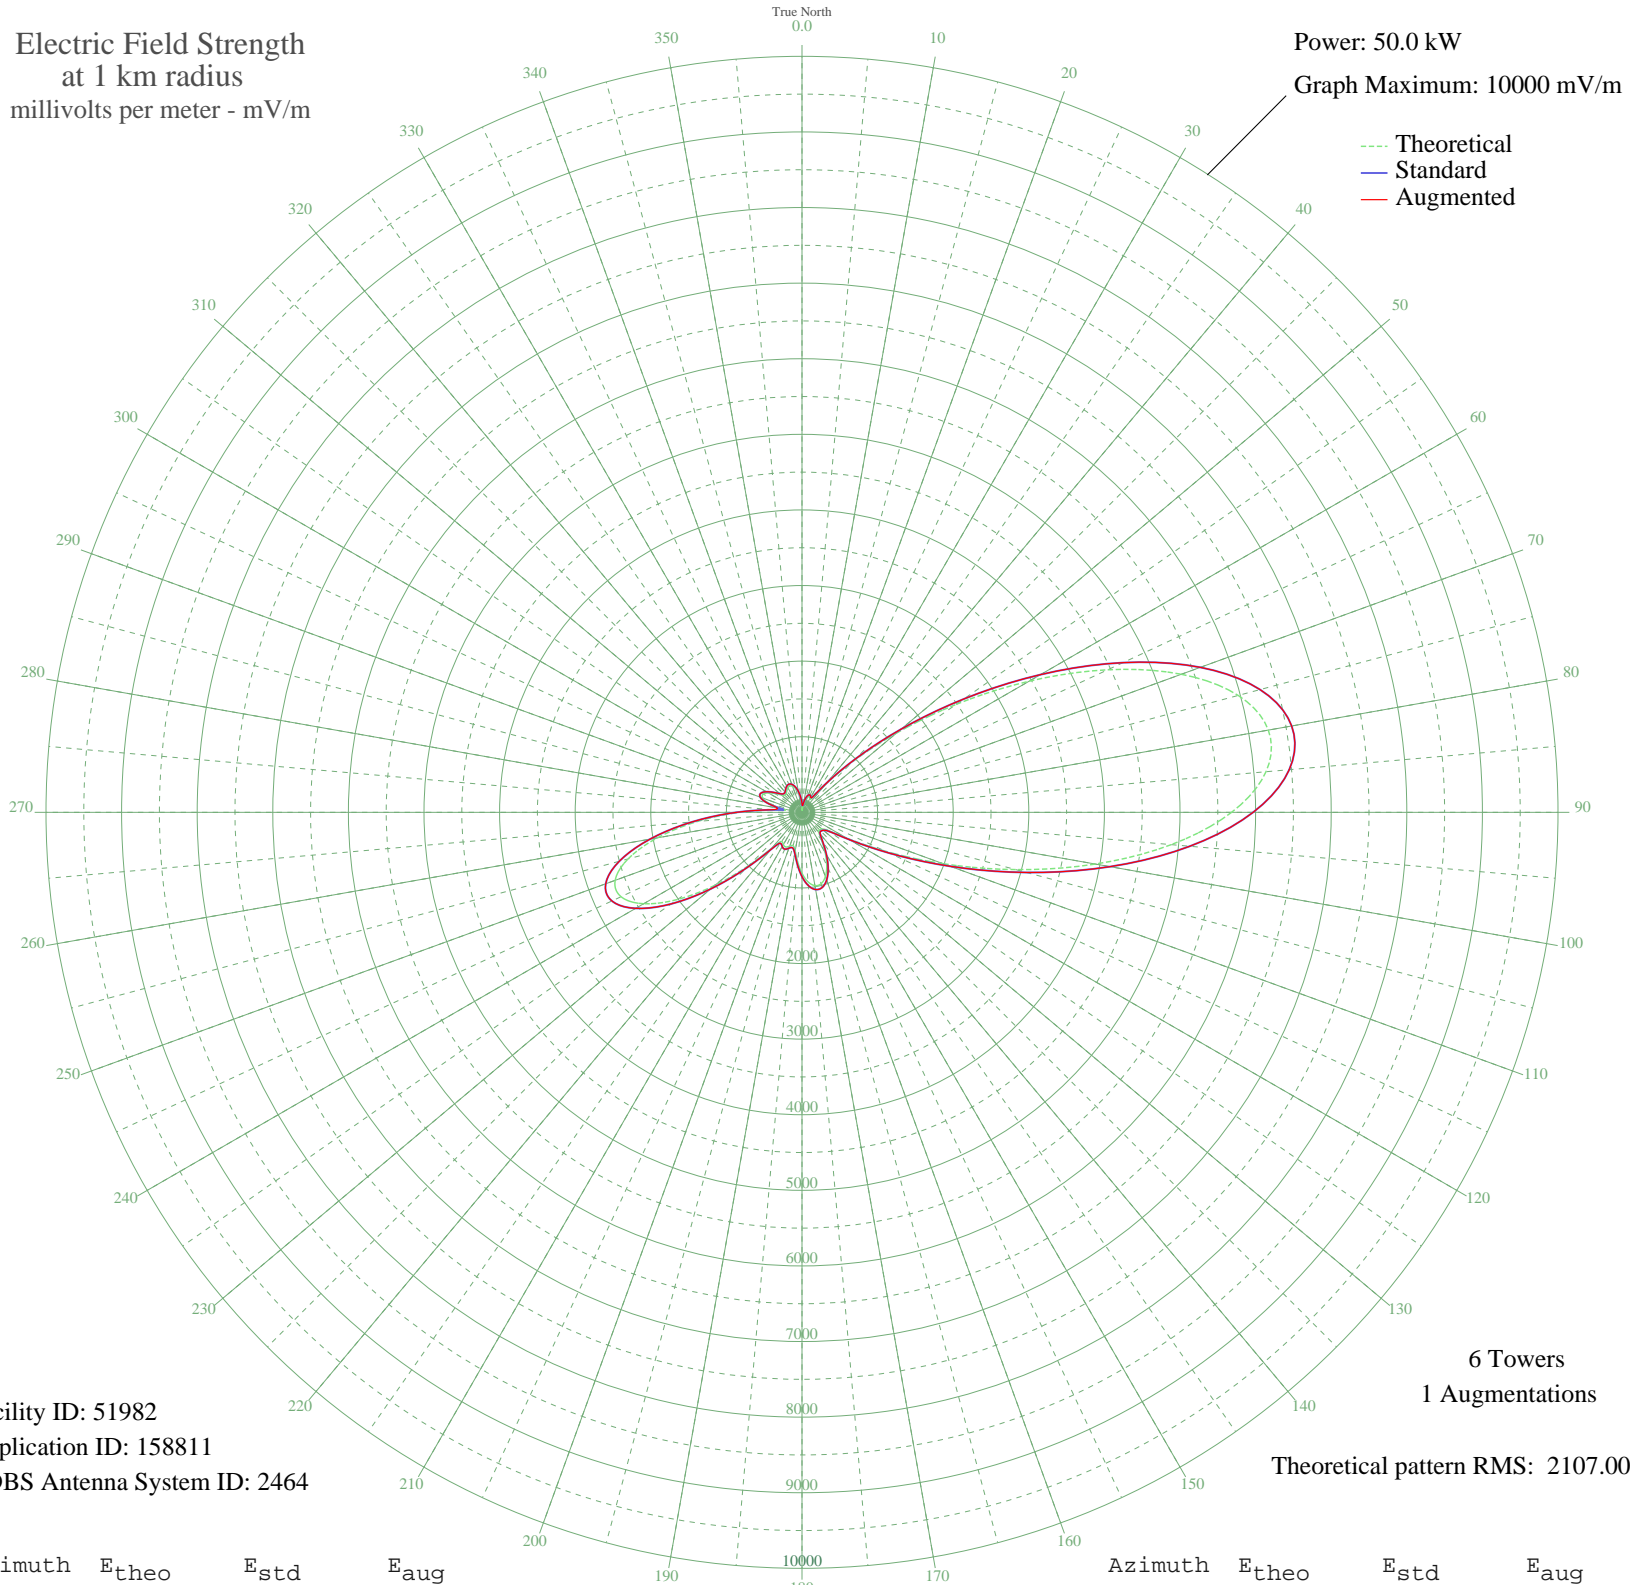 True North
0.0
Electric Field Strength
at 1 km radius
millivolts per meter - mV/m
Power: 50.0 kW
Graph Maximum: 10000 mV/m
Theoretical
Standard
Augmented
10
20
30
40
50
60
70
80
90
100
110
120
130
140
150
160
170
190
200
210
220
230
240
250
260
270
280
290
300
310
320
330
340
350
2000
3000
4000
5000
6000
7000
8000
9000
10000
6 Towers
1 Augmentations
Theoretical pattern RMS: 2107.00
cility ID: 51982
plication ID: 158811
DBS Antenna System ID: 2464
imuth Etheo Estd Eaug
Azimuth Etheo Estd Eaug